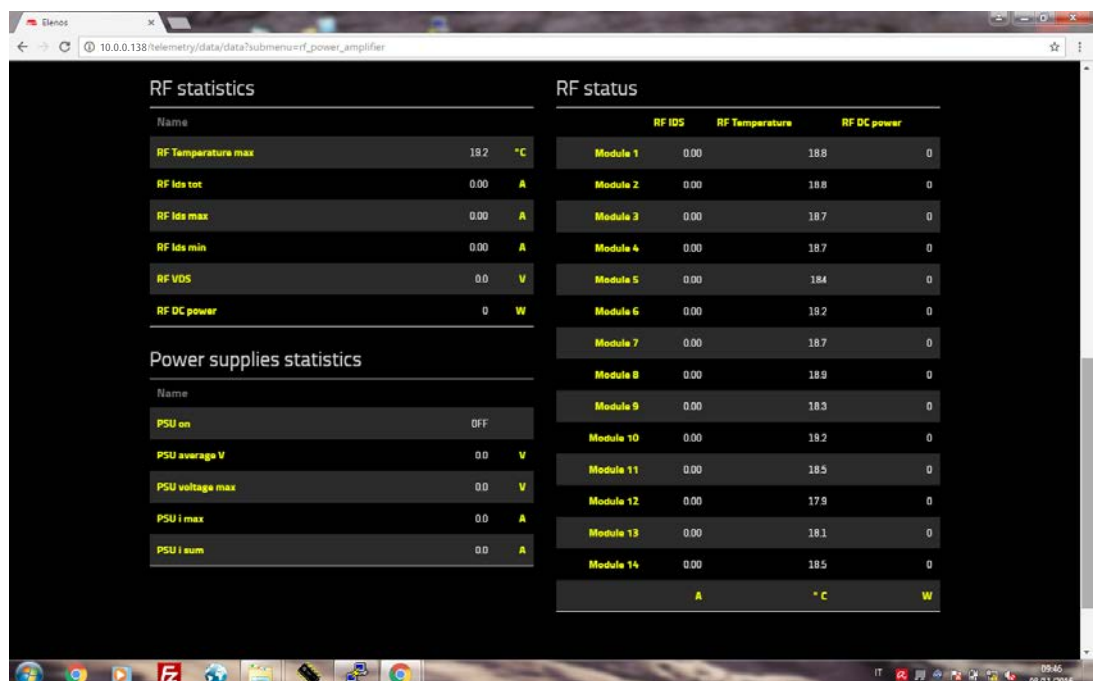 Elenos
10.0.0.138/telemetry/data/data?submenu=rf_power_amplifier
RF statistics
Name
RF Temperature max 19.2 °C
RF Ids tot 0.00 A
RF Ids max 0.00 A
RF Ids min 0.00 A
RF VDS 0.0 V
RF DC power 0 W
Power supplies statistics
Name
PSU on OFF
PSU average V 0.0 V
PSU voltage max 0.0 V
PSU i max 0.0 A
PSU i sum 0.0 A
RF status
RF IDS RF Temperature RF DC power
Module 1 0.00 18.8 0
Module 2 0.00 18.8 0
Module 3 0.00 18.7 0
Module 4 0.00 18.7 0
Module 5 0.00 18.4 0
Module 6 0.00 19.2 0
Module 7 0.00 18.7 0
Module 8 0.00 18.9 0
Module 9 0.00 18.3 0
Module 10 0.00 19.2 0
Module 11 0.00 18.5 0
Module 12 0.00 17.9 0
Module 13 0.00 18.1 0
Module 14 0.00 18.5 0
A ° C W
IT
09:46